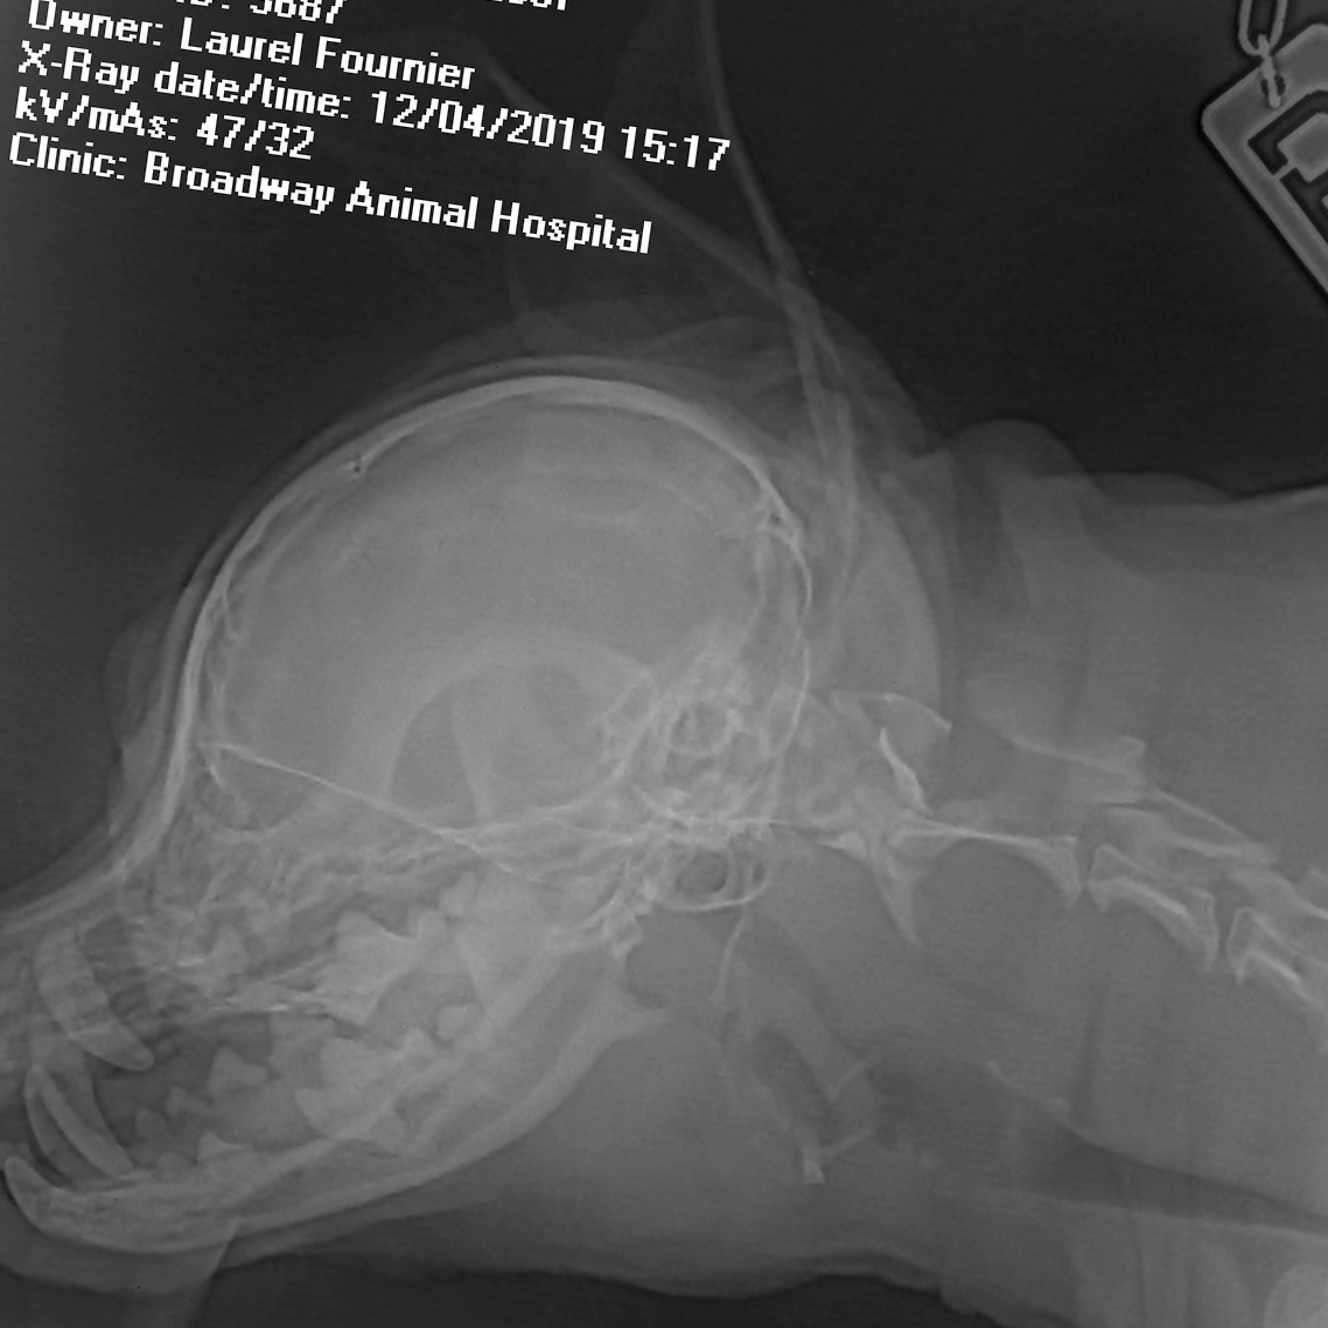 Owner: Laurel Fournier
X-Ray date/time: 12/04/2019 15:17
kV/mAs: 47/32
Clinic: Broadway Animal Hospital